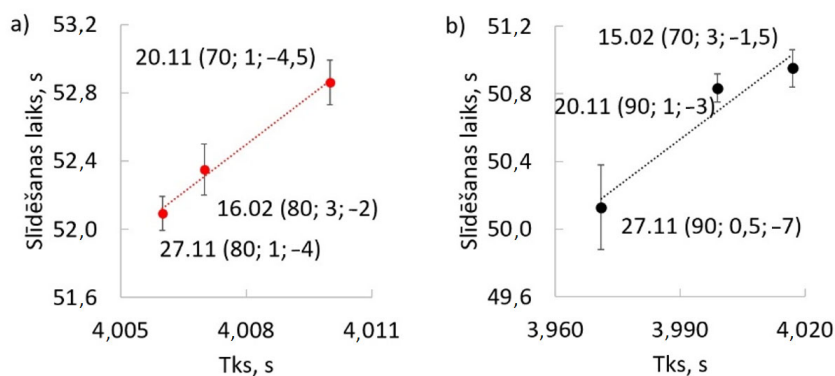 a)
53,2
52,8
52,4
52,0
51,6
Slīdēšanas laiks, s
20.11 (70; 1; −4,5)
16.02 (80; 3; −2)
27.11 (80; 1; −4)
4,005
4,008
4,011
Tks, s
b)
51,2
50,8
50,4
50,0
49,6
Slīdēšanas laiks, s
15.02 (70; 3; −1,5)
20.11 (90; 1; −3)
27.11 (90; 0,5; −7)
3,960
3,990
4,020
Tks, s